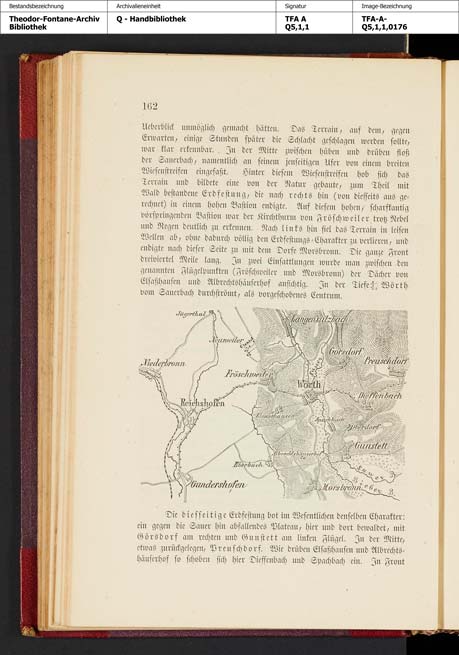 Bestandsbezeichnung
Archivalieneinheit
Signatur
Image-Bezeichnung
Theodor-Fontane-Archiv
Bibliothek
Q - Handbibliothek
TFA A
Q5,1,1
TFA-A-
Q5,1,1,0176
162
Ueberblick unmöglich gemacht hätten. Das Terrain, auf dem, gegen
Erwarten, einige Stunden später die Schlacht geschlagen werden sollte,
war klar erkennbar. In der Mitte zwischen hüben und drüben floß
der Sauerbach, namentlich an seinem jenseitigen Ufer von einem breiten
Wiesenstreifen eingefaßt. Hinter diesem Wiesenstreifen hob sich das
Terrain und bildete eine von der Natur gebaute, zum Theil mit
Wald bestandene Erdfestung, die nach rechts hin (von diesseits aus ge-
rechnet) in einem hohen Bastion endigte. Auf diesem hohen, scharfkantig
vorspringenden Bastion war der Kirchthurm von Fröschweiler trotz Nebel
und Regen deutlich zu erkennen. Nach links hin fiel das Terrain in leisen
Wellen ab, ohne dadurch völlig den Erdfestungs-Charakter zu verlieren, und
endigte nach dieser Seite zu mit dem Dorfe Morsbronn. Die ganze Front
dreiviertel Meile lang. In zwei Einsattlungen wurde man zwischen den
genannten Flügelpunkten (Fröschweiler und Morsbronn) der Dächer von
Elsaßhausen und Albrechtshäuserhof ansichtig. In der Tiefe, Wörth
vom Sauerbach durchströmt, als vorgeschobenes Centrum.
Jägerthal
Langensulzbach
Neuweiler
Görsdorf
Preuschdorf
Niederbronn
Fröschweiler
Wörth
Dieffenbach
Reichshofen
Elsasshausen
Spachbach
Oberdorf
Gunstett
Albrechtshäuserhof
Eberbach
Gundershofen
Morsbronn
Die diesseitige Erdfestung bot im Wesentlichen denselben Charakter:
ein gegen die Sauer hin abfallendes Plateau, hier und dort bewaldet, mit
Görsdorf am rechten und Gunstett am linken Flügel. In der Mitte,
etwas zurückgelegen, Preuschdorf. Wie drüben Elsaßhausen und Albrechts-
häuserhof so schoben sich hier Dieffenbach und Spachbach ein. In Front